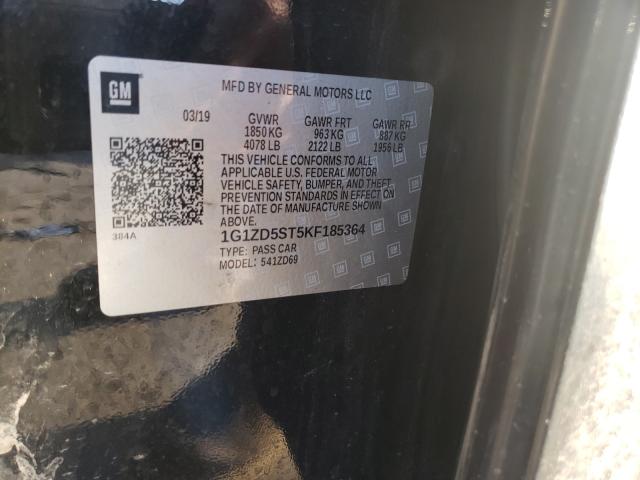 GM
MFD BY GENERAL MOTORS LLC
03/19 GVWR GAWR FRT GAWR RR
1850 KG 963 KG 887 KG
4078 LB 2122 LB 1956 LB
THIS VEHICLE CONFORMS TO ALL
APPLICABLE U.S. FEDERAL MOTOR
VEHICLE SAFETY, BUMPER, AND THEFT
PREVENTION STANDARDS IN EFFECT ON
THE DATE OF MANUFACTURE SHOWN
ABOVE.
384A
1G1ZD5ST5KF185364
TYPE: PASS CAR
MODEL: 541ZD69